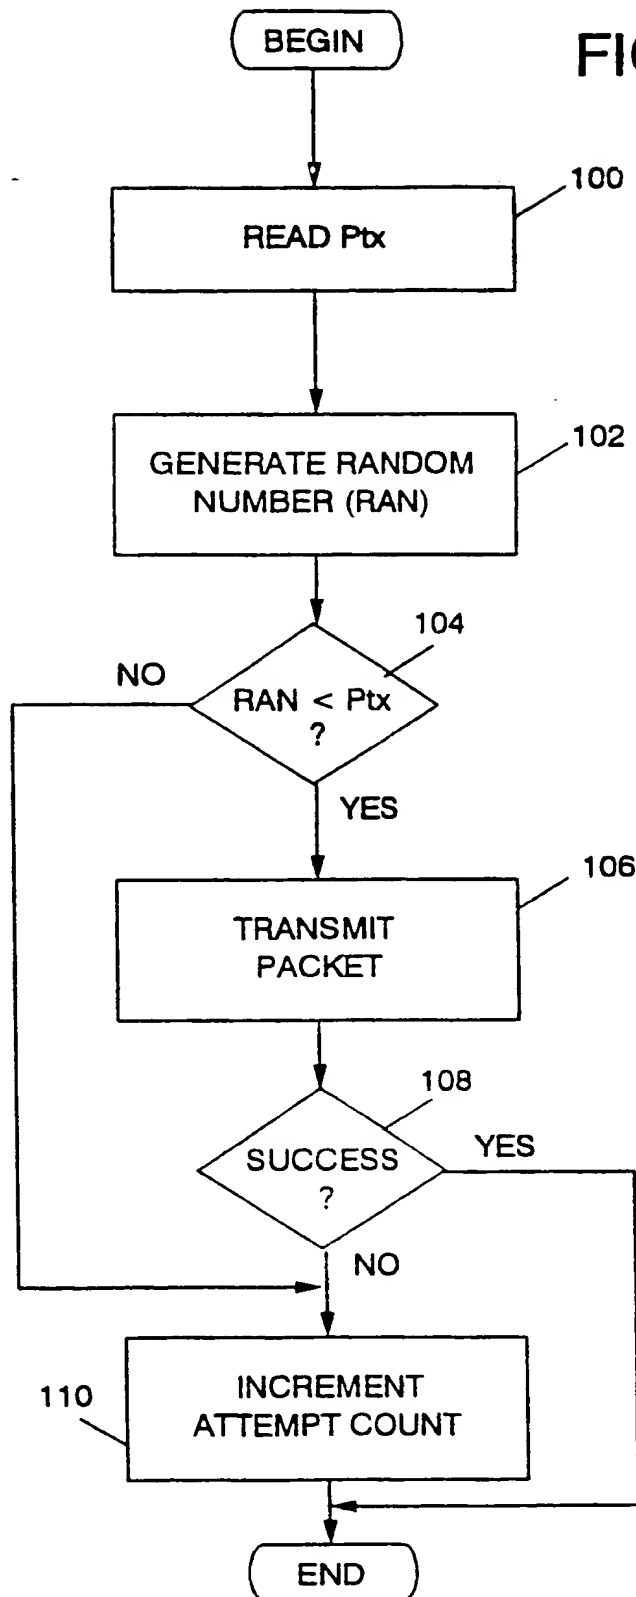 BEGIN
FIG
100
READ Ptx
102
GENERATE RANDOM
NUMBER (RAN)
104
NO
RAN < Ptx
?
YES
106
TRANSMIT
PACKET
108
SUCCESS
?
YES
NO
110
INCREMENT
ATTEMPT COUNT
END